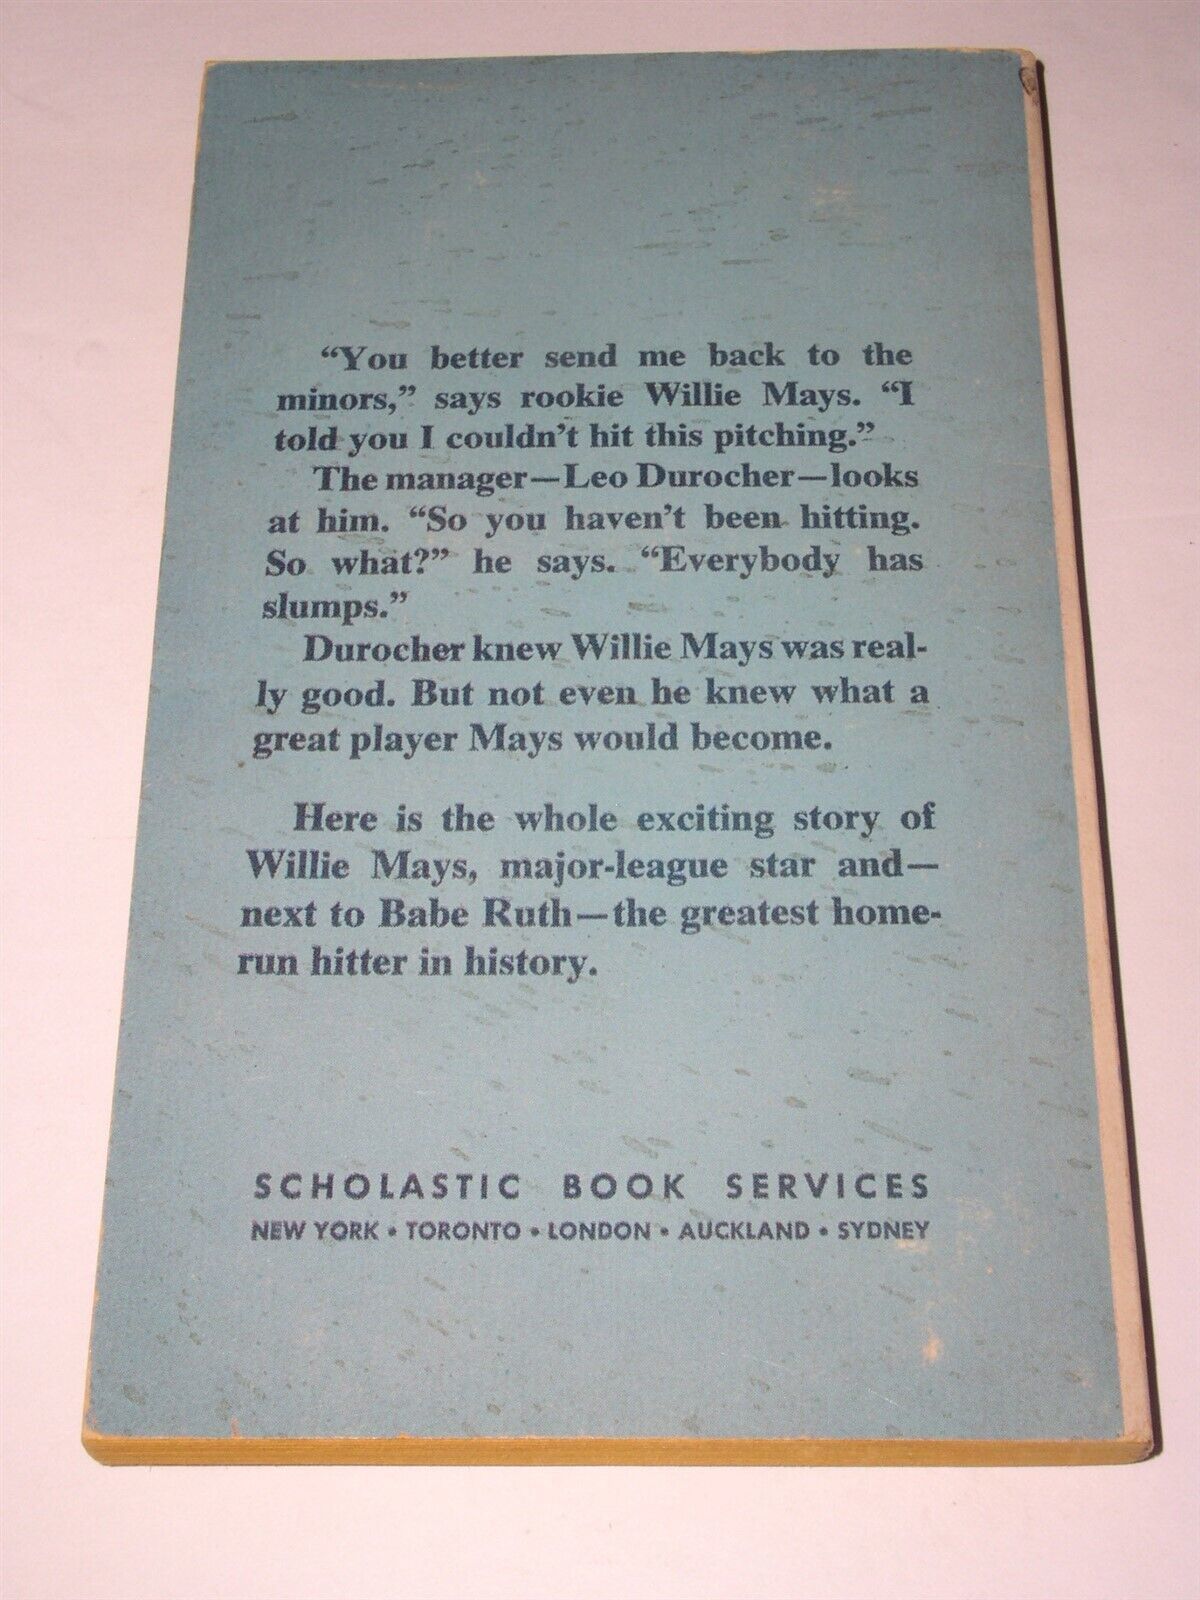 “You better send me back to the
minors,” says rookie Willie Mays. “I
told you I couldn’t hit this pitching.”
The manager—Leo Durocher—looks
at him. “So you haven’t been hitting.
So what?” he says. “Everybody has
slumps.”
Durocher knew Willie Mays was real-
ly good. But not even he knew what a
great player Mays would become.
Here is the whole exciting story of
Willie Mays, major-league star and—
next to Babe Ruth—the greatest home-
run hitter in history.
SCHOLASTIC BOOK SERVICES
NEW YORK • TORONTO • LONDON • AUCKLAND • SYDNEY